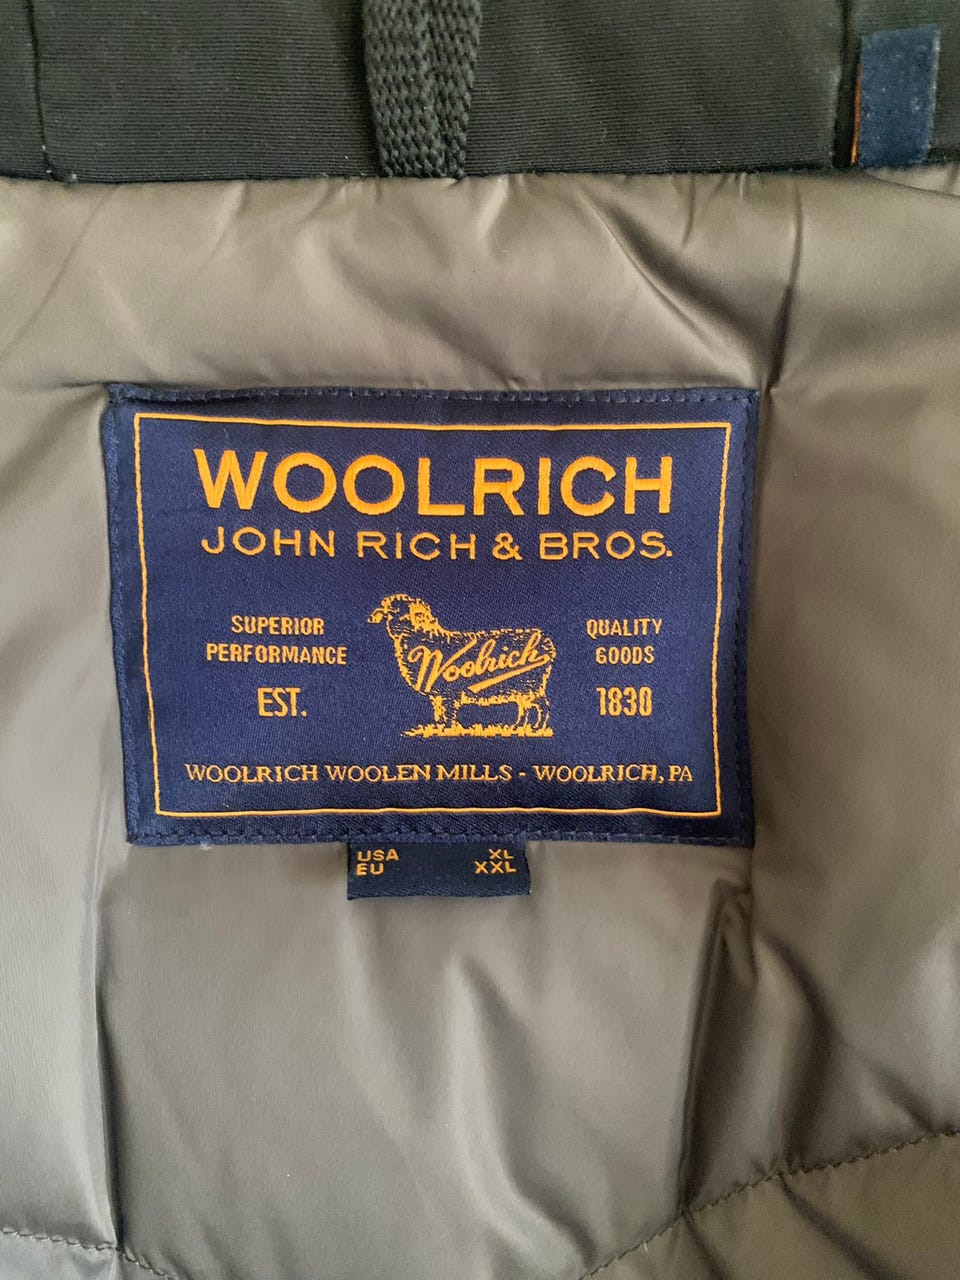 WOOLRICH
JOHN RICH & BROS.
SUPERIOR
PERFORMANCE
EST.
Woolrich
QUALITY
GOODS
1830
WOOLRICH WOOLEN MILLS - WOOLRICH, PA
USA XL
EU XXL